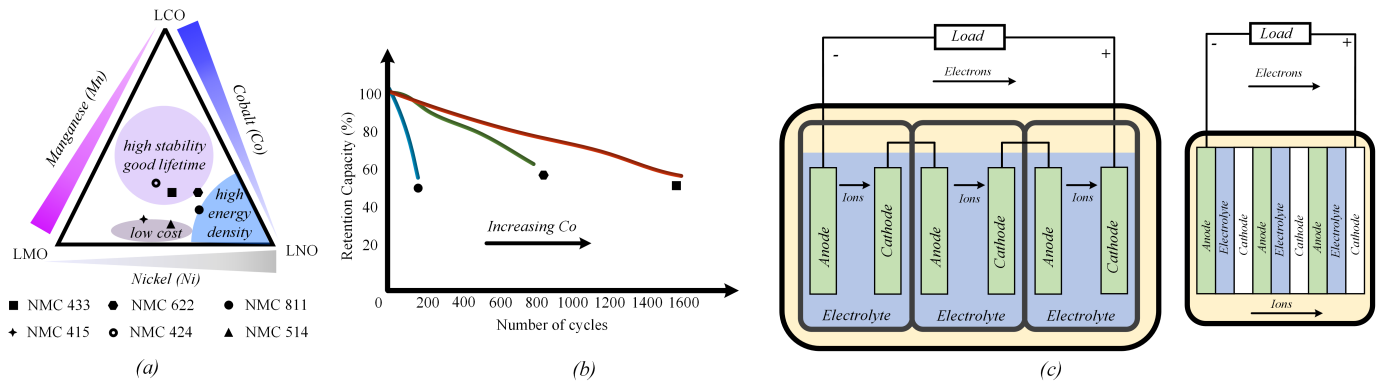 LCO
Manganese (Mn)
Cobalt (Co)
high stability
good lifetime
high
energy
density
low cost
LMO
LNO
Nickel (Ni)
NMC 433
NMC 622
NMC 811
NMC 415
NMC 424
NMC 514
(a)
Retention Capacity (%)
100
80
60
40
20
Increasing Co
0
200
400
600
800
1000
1200
1400
1600
Number of cycles
(b)
Load
-
+
Electrons
Anode
Ions
Cathode
Anode
Ions
Cathode
Anode
Ions
Cathode
Electrolyte
Electrolyte
Electrolyte
Load
-
+
Electrons
Anode
Electrolyte
Cathode
Anode
Electrolyte
Cathode
Anode
Electrolyte
Cathode
Ions
(c)